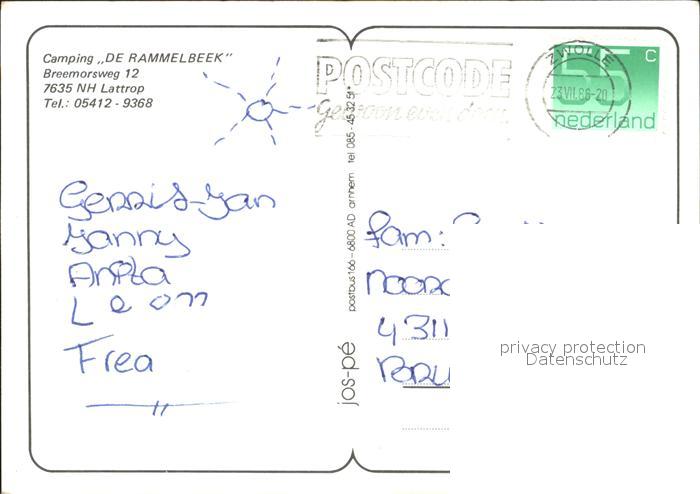 Camping „DE RAMMELBEEK"
Breemorsweg 12
7635 NH Lattrop
Tel.: 05412 - 9368
Gerrit-Jan
Janny
Anita
Leon
Frea
jos-pé
postbus 166 – 6800 AD arnhem tel 085 - 453251*
POSTCODE
Gewoon even doen.
ZWOLLE
23.VII.86-20
55 c
nederland
fam:
4311
privacy protection
Datenschutz